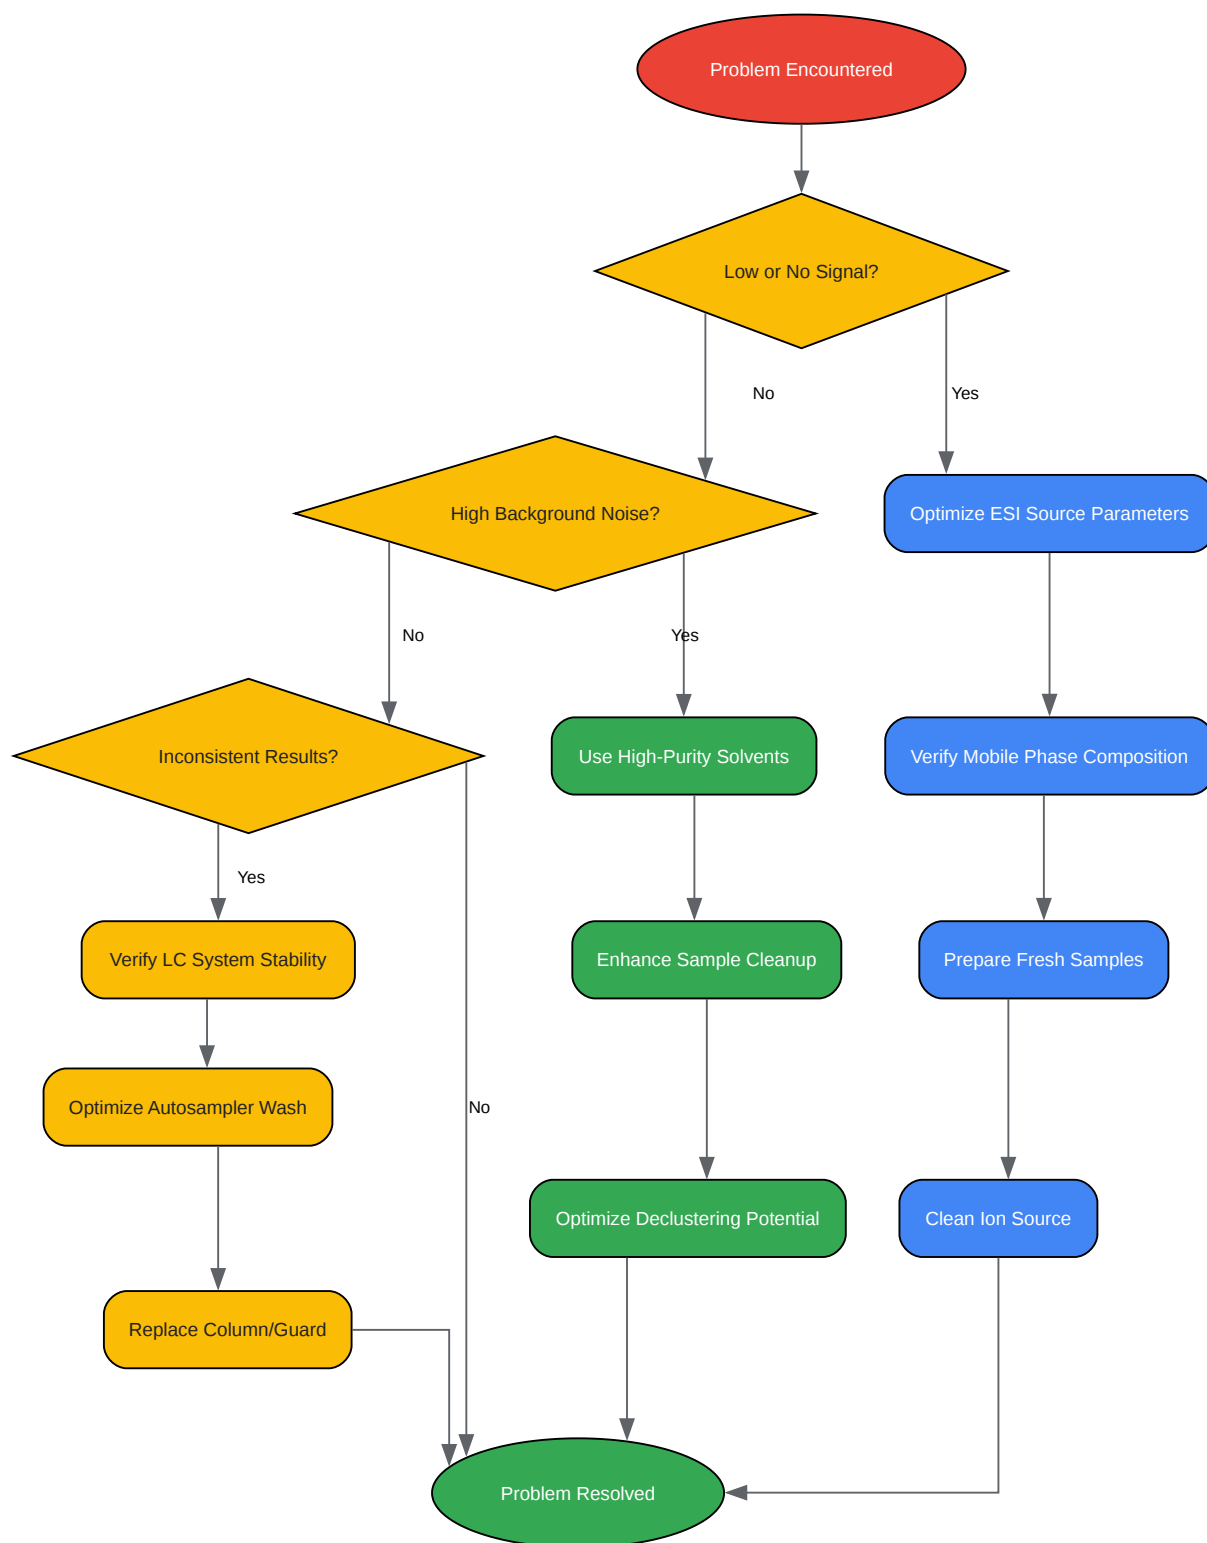 Problem Encountered
Low or No Signal?
No
Yes
High Background Noise?
Optimize ESI Source Parameters
No
Yes
Inconsistent Results?
Use High-Purity Solvents
Verify Mobile Phase Composition
Yes
Verify LC System Stability
Enhance Sample Cleanup
Prepare Fresh Samples
Optimize Autosampler Wash
No
Optimize Declustering Potential
Clean Ion Source
Replace Column/Guard
Problem Resolved